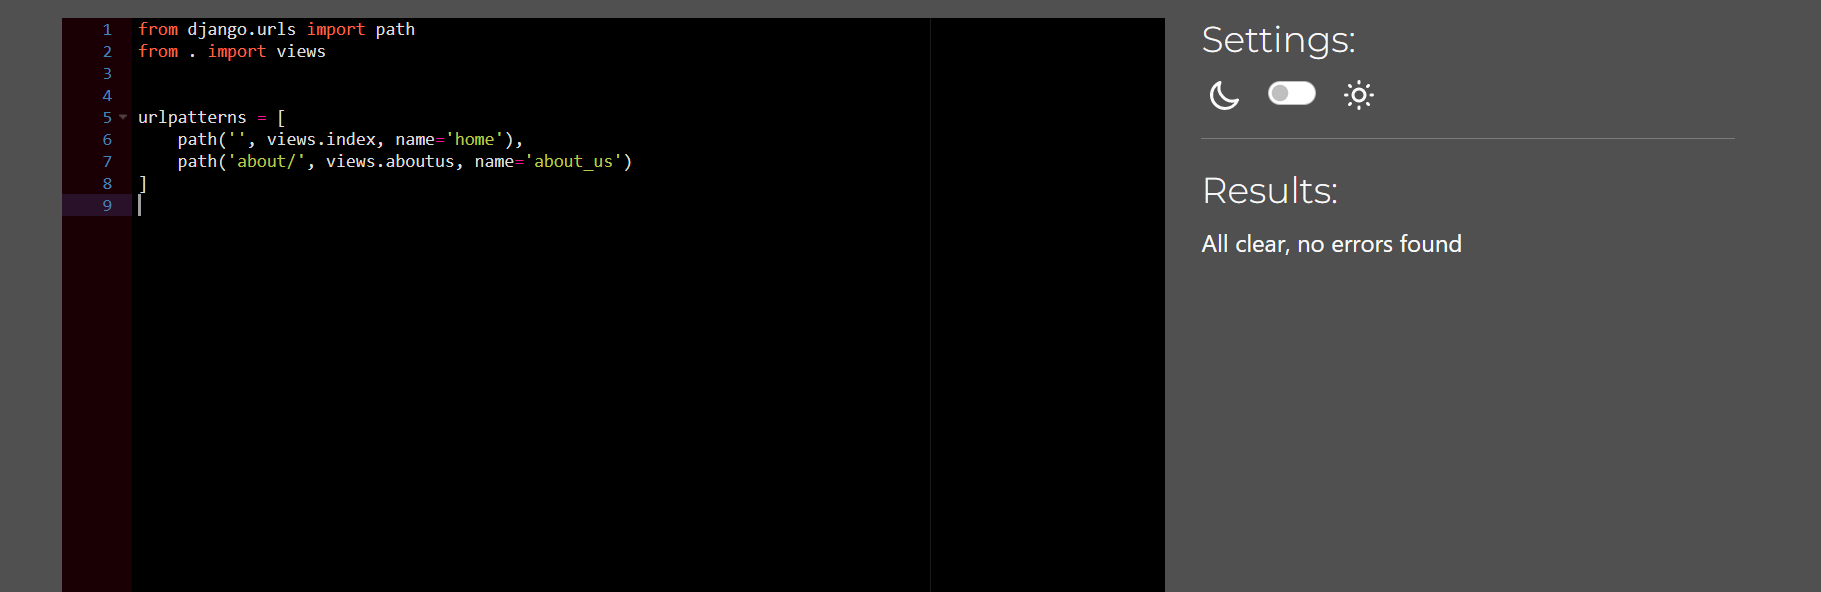 1 from django.urls import path
2 from . import views
3
4
5 urlpatterns = [
6     path('', views.index, name='home'),
7     path('about/', views.aboutus, name='about_us')
8 ]
9
Settings:
Results:
All clear, no errors found